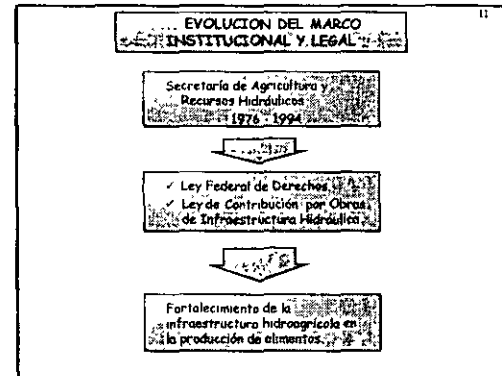 11
EVOLUCION DEL MARCO
INSTITUCIONAL Y LEGAL
Secretaría de Agricultura y
Recursos Hidráulicos
1976 - 1994
✓ Ley Federal de Derechos
✓ Ley de Contribución por Obras
de Infraestructura Hidráulica
Fortalecimiento de la
infraestructura hidroagrícola en
la producción de alimentos